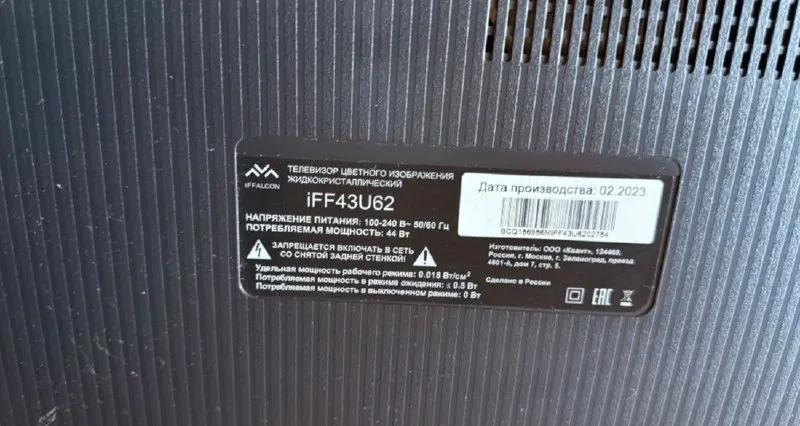 iFFALCON
ТЕЛЕВИЗОР ЦВЕТНОГО ИЗОБРАЖЕНИЯ
ЖИДКОКРИСТАЛЛИЧЕСКИЙ
iFF43U62
НАПРЯЖЕНИЕ ПИТАНИЯ: 100-240 В~ 50/60 Гц
ПОТРЕБЛЯЕМАЯ МОЩНОСТЬ: 44 Вт
ЗАПРЕЩАЕТСЯ ВКЛЮЧАТЬ В СЕТЬ
СО СНЯТОЙ ЗАДНЕЙ СТЕНКОЙ!
Удельная мощность рабочего режима: 0.018 Вт/см²
Потребляемая мощность в режиме ожидания: ≤ 0.5 Вт
Потребляемая мощность в выключенном режиме: 0 Вт
Дата производства: 02.2023
BCQ156956MIFF43U6202784
Изготовитель: ООО «Квант», 124460,
Россия, г. Москва, г. Зеленоград, проезд
4801-й, дом 7, стр. 5.
Сделано в России
EAC